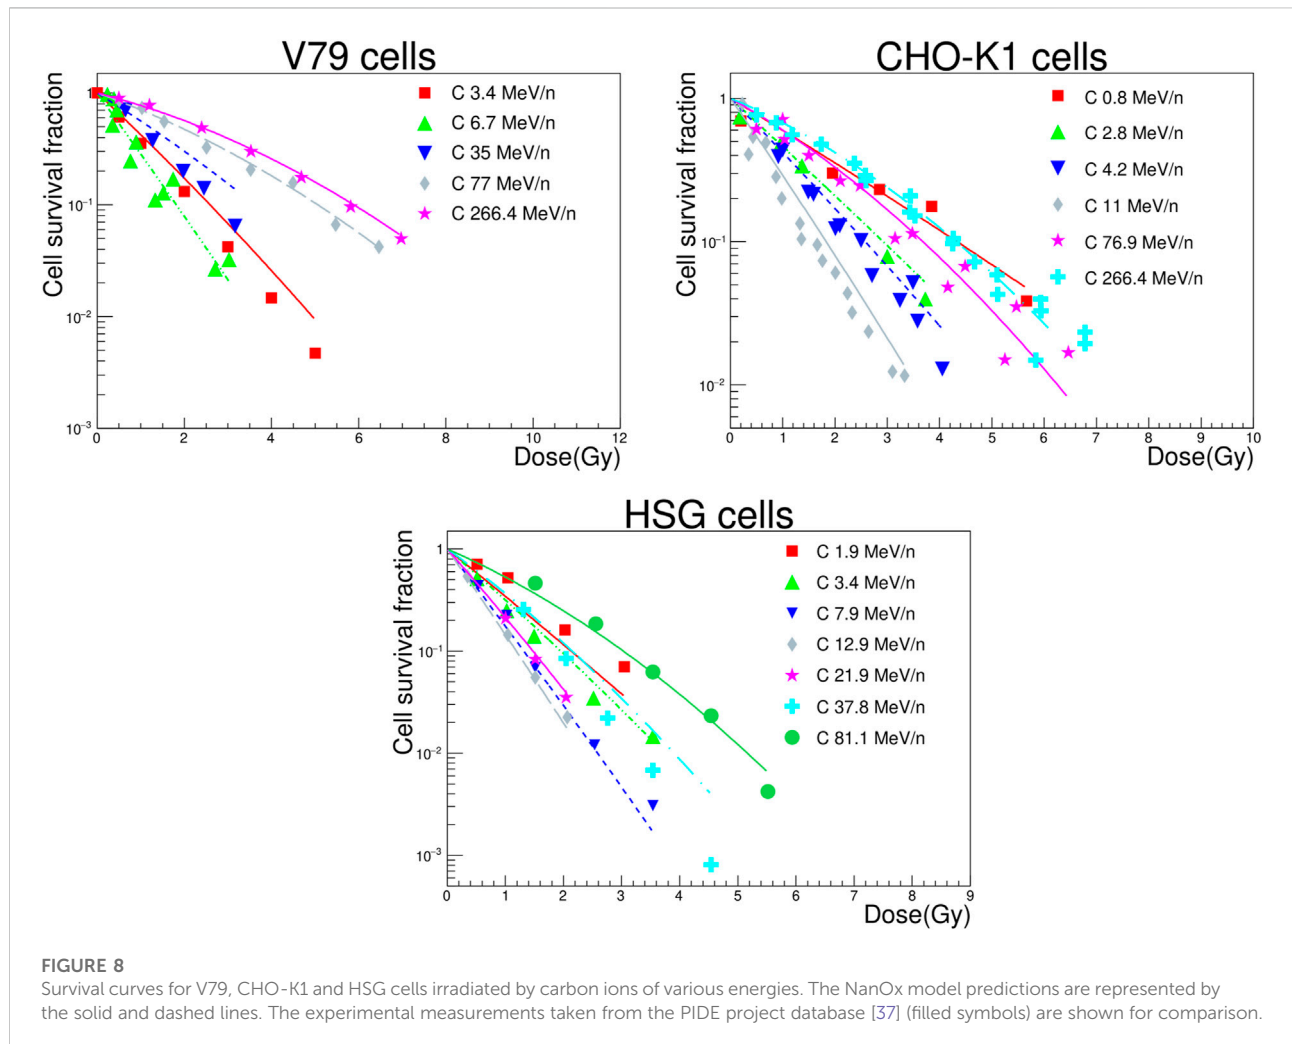 V79 cells
Cell survival fraction
1
10⁻¹
10⁻²
10⁻³
0 2 4 6 8 10 12
Dose(Gy)
C 3.4 MeV/n
C 6.7 MeV/n
C 35 MeV/n
C 77 MeV/n
C 266.4 MeV/n
CHO-K1 cells
Cell survival fraction
1
10⁻¹
10⁻²
0 1 2 3 4 5 6 7 8 9 10
Dose(Gy)
C 0.8 MeV/n
C 2.8 MeV/n
C 4.2 MeV/n
C 11 MeV/n
C 76.9 MeV/n
C 266.4 MeV/n
HSG cells
Cell survival fraction
1
10⁻¹
10⁻²
10⁻³
0 1 2 3 4 5 6 7 8 9
Dose(Gy)
C 1.9 MeV/n
C 3.4 MeV/n
C 7.9 MeV/n
C 12.9 MeV/n
C 21.9 MeV/n
C 37.8 MeV/n
C 81.1 MeV/n
FIGURE 8
Survival curves for V79, CHO-K1 and HSG cells irradiated by carbon ions of various energies. The NanOx model predictions are represented by
the solid and dashed lines. The experimental measurements taken from the PIDE project database [37] (filled symbols) are shown for comparison.